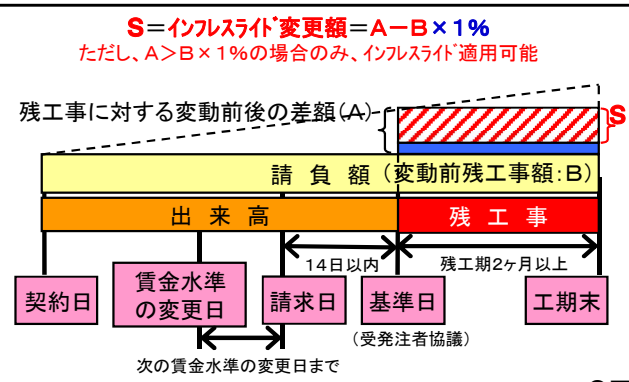 S=インフレスライド変更額=A-B×1%
ただし、A>B×1%の場合のみ、インフレスライド適用可能
残工事に対する変動前後の差額(A)
S
請負額(変動前残工事額:B)
出来高
残工事
14日以内
残工期2ヶ月以上
契約日
賃金水準
の変更日
請求日
基準日
工期末
(受発注者協議)
次の賃金水準の変更日まで